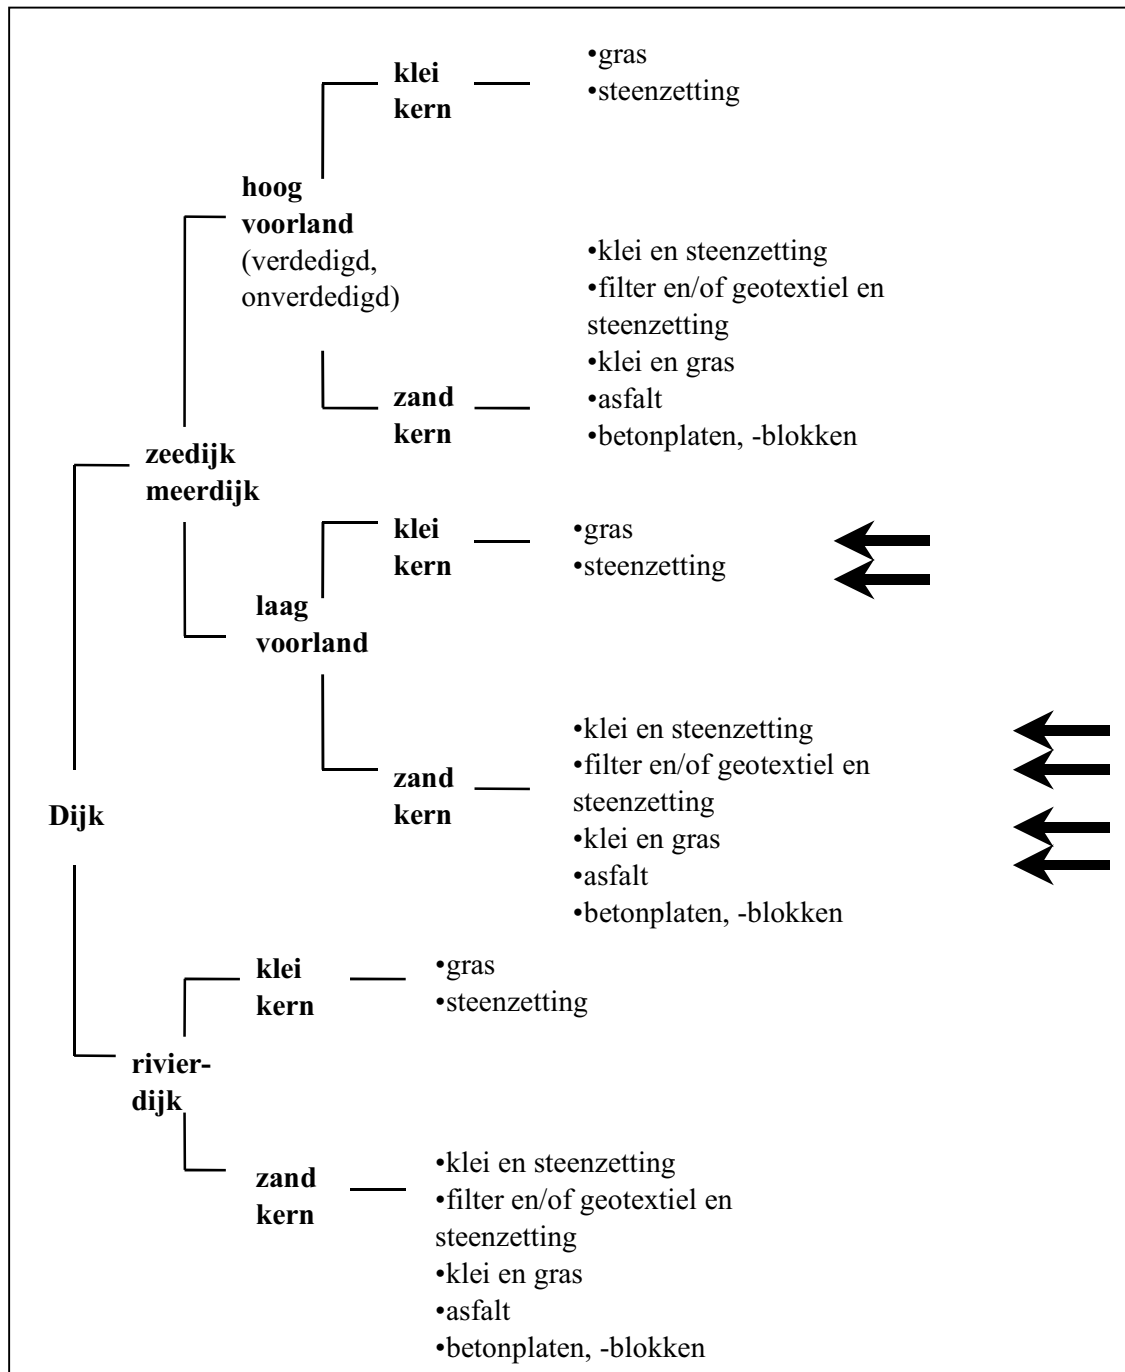 klei
kern
•gras
•steenzetting
hoog
voorland
(verdedigd,
onverdedigd)
•klei en steenzetting
•filter en/of geotextiel en
steenzetting
•klei en gras
•asfalt
•betonplaten, -blokken
zand
kern
zeedijk
meerdijk
klei
kern
•gras
•steenzetting
laag
voorland
•klei en steenzetting
•filter en/of geotextiel en
steenzetting
•klei en gras
•asfalt
•betonplaten, -blokken
zand
kern
Dijk
klei
kern
•gras
•steenzetting
rivier-
dijk
zand
kern
•klei en steenzetting
•filter en/of geotextiel en
steenzetting
•klei en gras
•asfalt
•betonplaten, -blokken